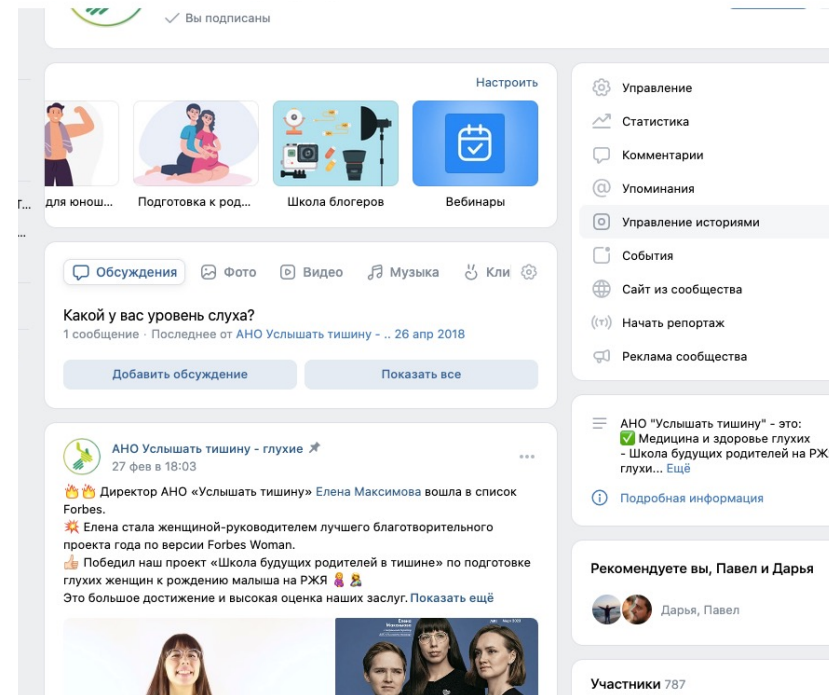 Вы подписаны
Настроить
для юнош...
Подготовка к род...
Школа блогеров
Вебинары
Обсуждения
Фото
Видео
Музыка
Кли
Какой у вас уровень слуха?
1 сообщение · Последнее от АНО Услышать тишину - .. 26 апр 2018
Добавить обсуждение
Показать все
АНО Услышать тишину - глухие
27 фев в 18:03
Директор АНО «Услышать тишину» Елена Максимова вошла в список
Forbes.
Елена стала женщиной-руководителем лучшего благотворительного
проекта года по версии Forbes Woman.
Победил наш проект «Школа будущих родителей в тишине» по подготовке
глухих женщин к рождению малыша на РЖЯ
Это большое достижение и высокая оценка наших заслуг. Показать ещё
Елена
Максимова
Управление
Статистика
Комментарии
Упоминания
Управление историями
События
Сайт из сообщества
Начать репортаж
Реклама сообщества
АНО "Услышать тишину" - это:
✅ Медицина и здоровье глухих
- Школа будущих родителей на РЖ
глухи... Ещё
Подробная информация
Рекомендуете вы, Павел и Дарья
Дарья, Павел
Участники 787